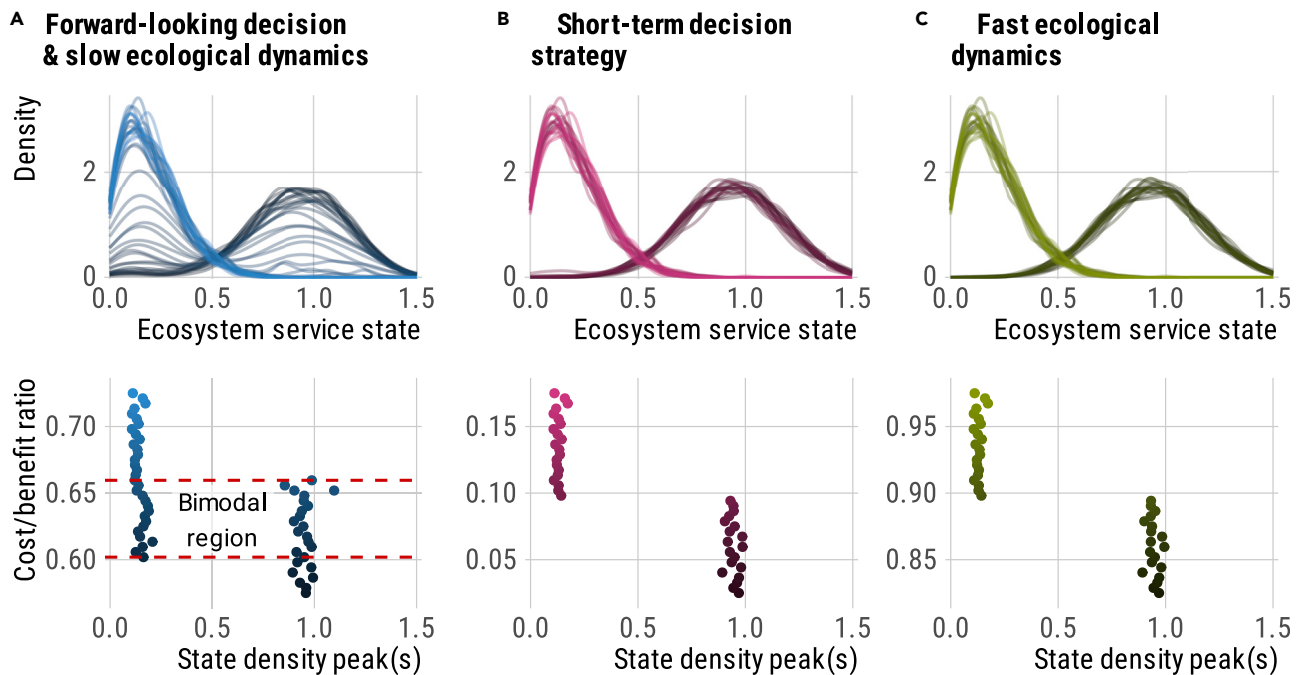 A Forward-looking decision
& slow ecological dynamics
Density
2
0
0.0 0.5 1.0 1.5
Ecosystem service state
Cost/benefit ratio
0.70
0.65
0.60
Bimodal
region
0.0 0.5 1.0 1.5
State density peak(s)
B Short-term decision
strategy
2
0
0.0 0.5 1.0 1.5
Ecosystem service state
0.15
0.10
0.05
0.0 0.5 1.0 1.5
State density peak(s)
C Fast ecological
dynamics
2
0
0.0 0.5 1.0 1.5
Ecosystem service state
0.95
0.90
0.85
0.0 0.5 1.0 1.5
State density peak(s)